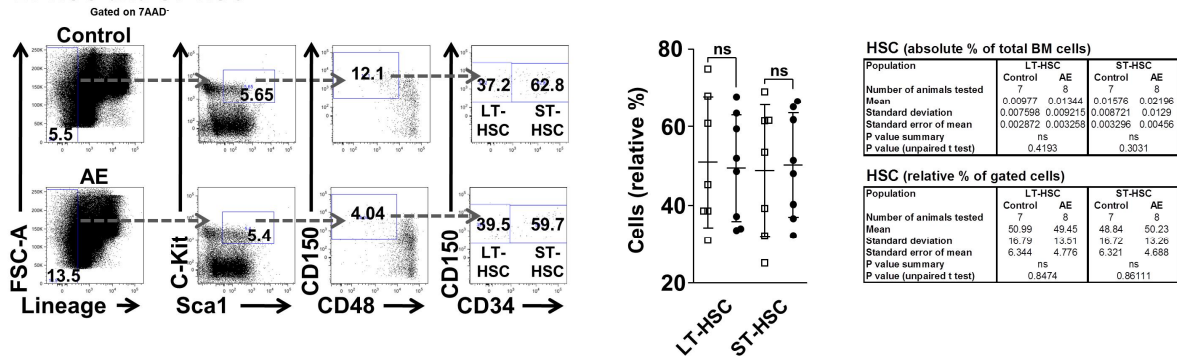 Gated on 7AAD-
Control
5.5
5.65
12.1
37.2 62.8
LT-HSC ST-HSC
AE
13.5
5.4
4.04
39.5 59.7
LT-HSC ST-HSC
FSC-A
C-Kit
CD150
CD150
Lineage → Sca1 → CD48 → CD34 →
Cells (relative %)
80
60
40
20
ns
ns
LT-HSC
ST-HSC
HSC (absolute % of total BM cells)
Population LT-HSC ST-HSC
Control AE Control AE
Number of animals tested 7 8 7 8
Mean 0.00977 0.01344 0.01576 0.02196
Standard deviation 0.007598 0.009215 0.008721 0.0129
Standard error of mean 0.002872 0.003258 0.003296 0.00456
P value summary ns ns
P value (unpaired t test) 0.4193 0.3031
HSC (relative % of gated cells)
Population LT-HSC ST-HSC
Control AE Control AE
Number of animals tested 7 8 7 8
Mean 50.99 49.45 48.84 50.23
Standard deviation 16.79 13.51 16.72 13.26
Standard error of mean 6.344 4.776 6.321 4.688
P value summary ns ns
P value (unpaired t test) 0.8474 0.86111